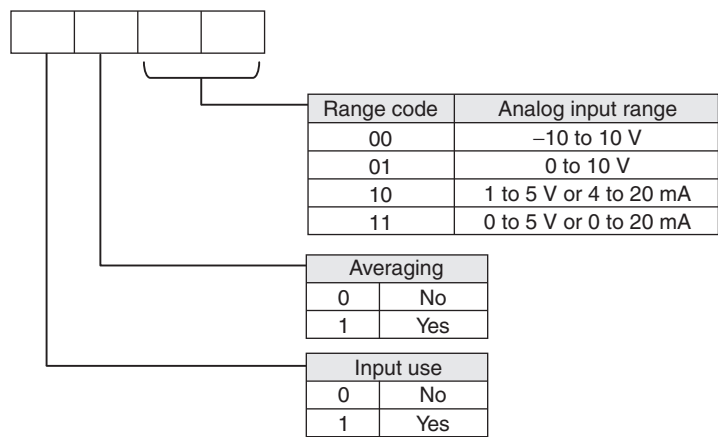 Range code Analog input range
00 −10 to 10 V
01 0 to 10 V
10 1 to 5 V or 4 to 20 mA
11 0 to 5 V or 0 to 20 mA
Averaging
0 No
1 Yes
Input use
0 No
1 Yes